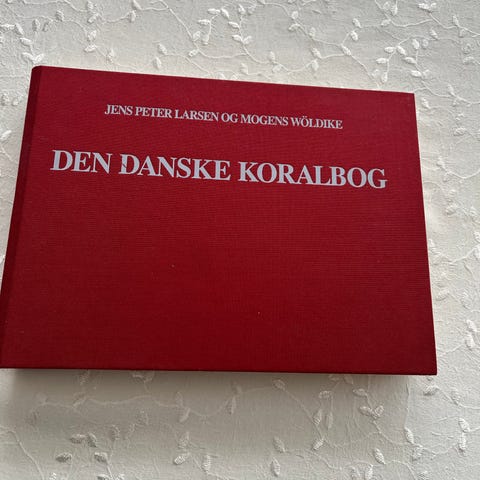 JENS PETER LARSEN OG MOGENS WÖLDIKE
DEN DANSKE KORALBOG